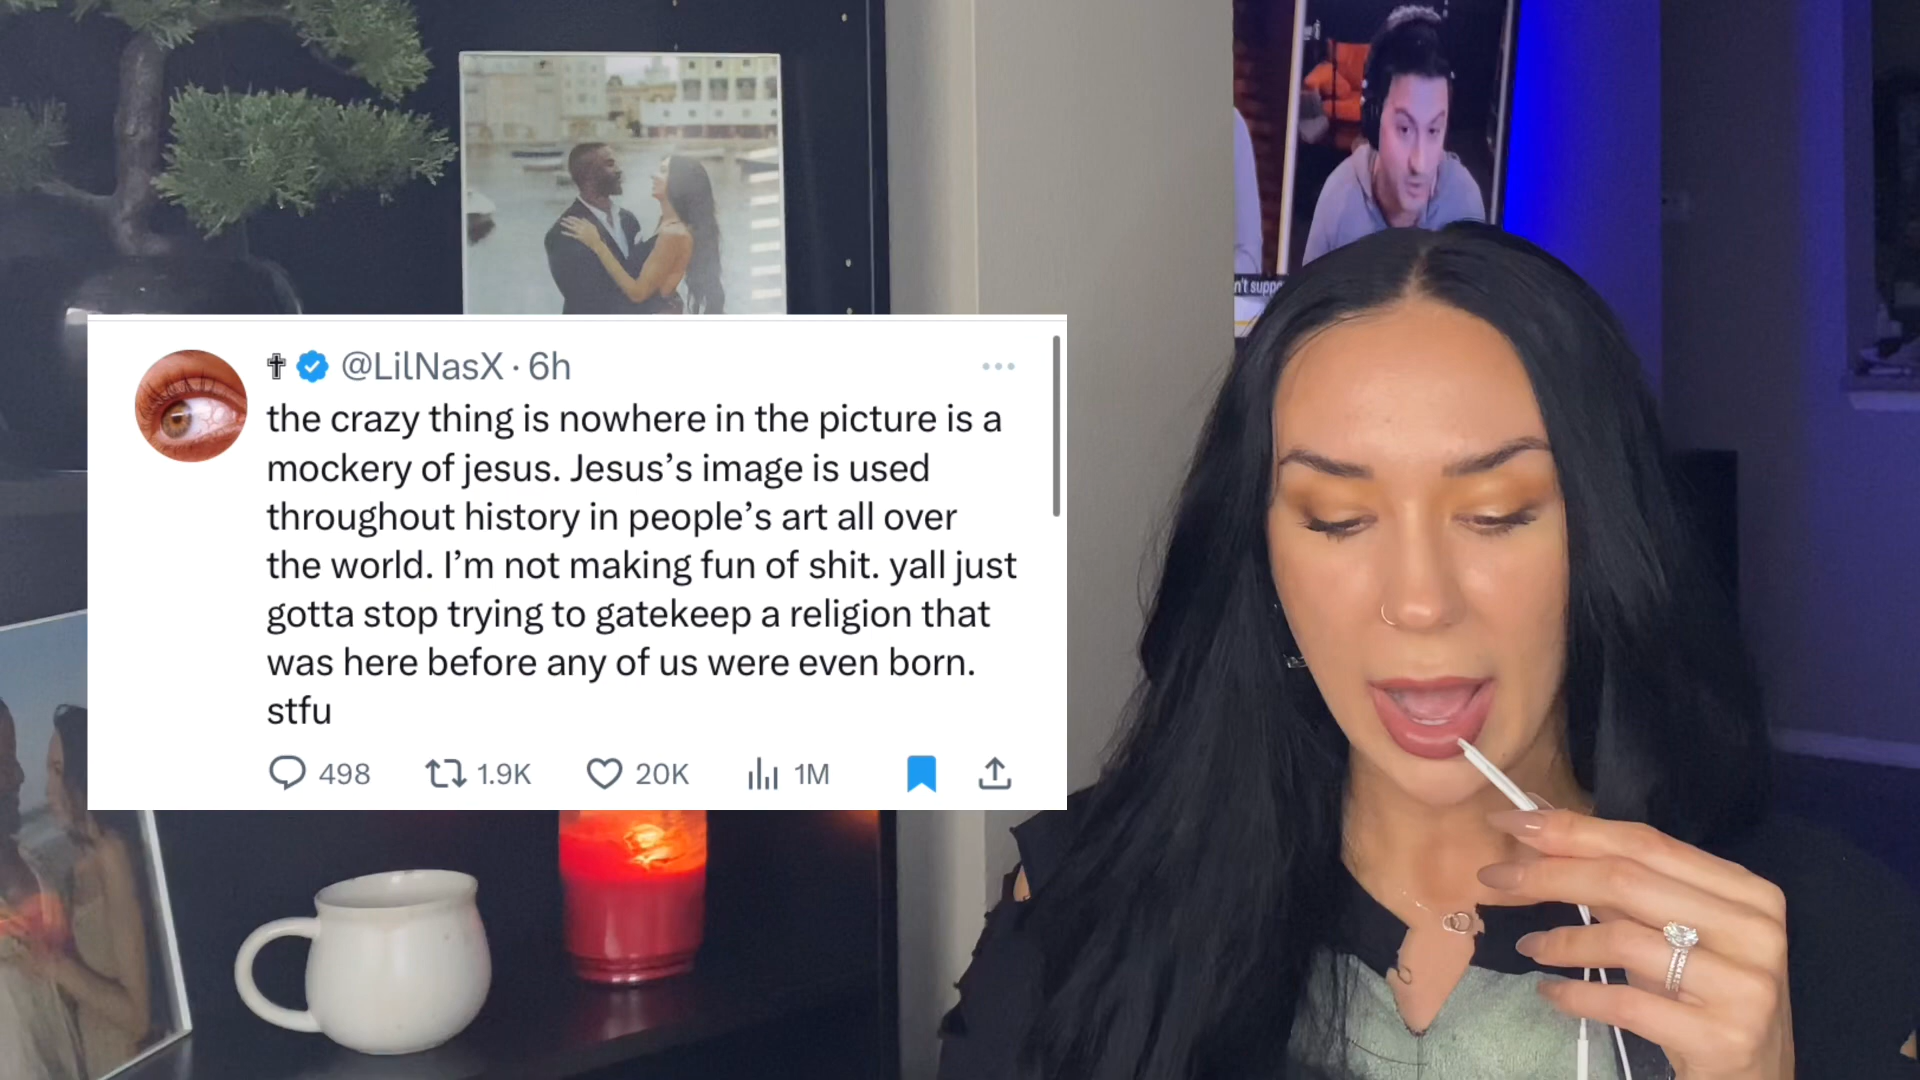 n't suppo
✝ @LilNasX · 6h
the crazy thing is nowhere in the picture is a
mockery of jesus. Jesus’s image is used
throughout history in people’s art all over
the world. I’m not making fun of shit. yall just
gotta stop trying to gatekeep a religion that
was here before any of us were even born.
stfu
498 1.9K 20K 1M